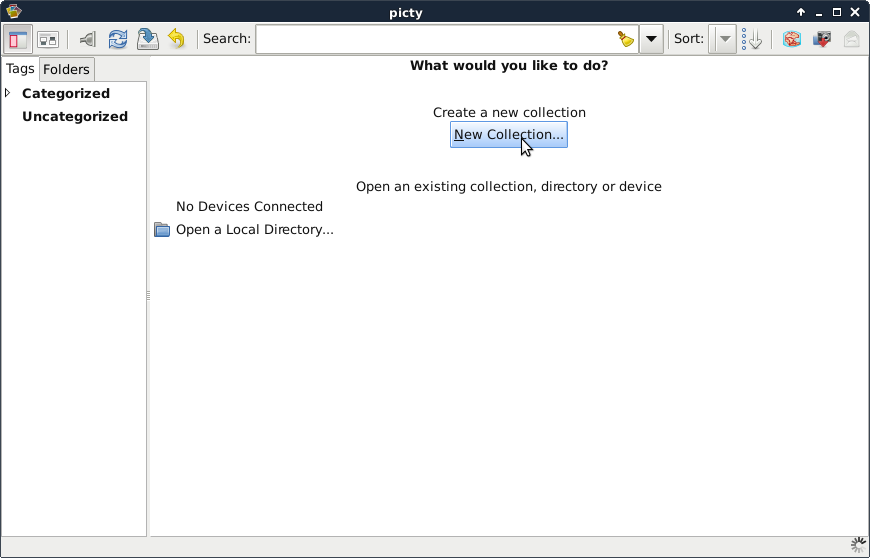 picty
Search:
Sort:
Tags Folders
Categorized
Uncategorized
What would you like to do?
Create a new collection
New Collection...
Open an existing collection, directory or device
No Devices Connected
Open a Local Directory...